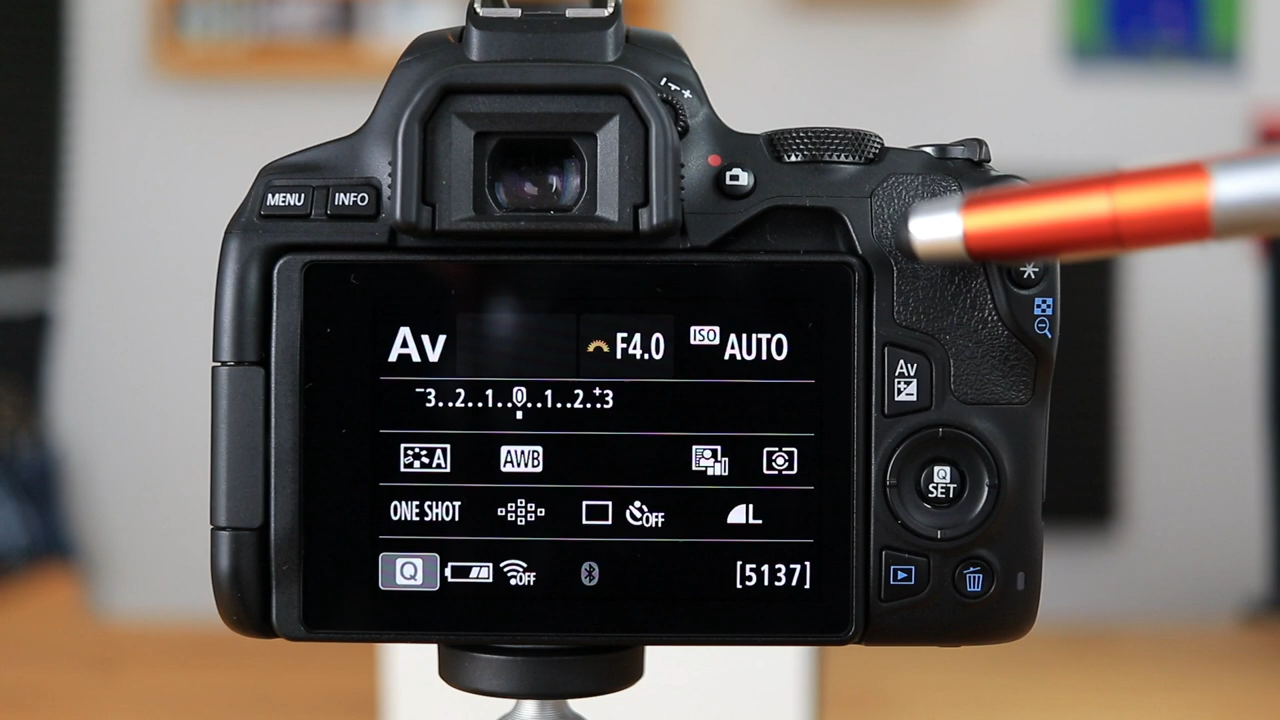 MENU INFO
Av F4.0 ISO AUTO
-3..2..1..0..1..2..+3
A AWB
ONE SHOT OFF L
Q OFF [5137]
Av
Q
SET